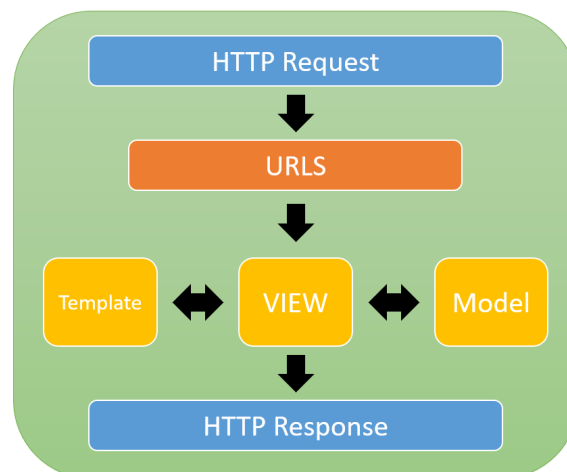 HTTP Request
URLS
Template
VIEW
Model
HTTP Response